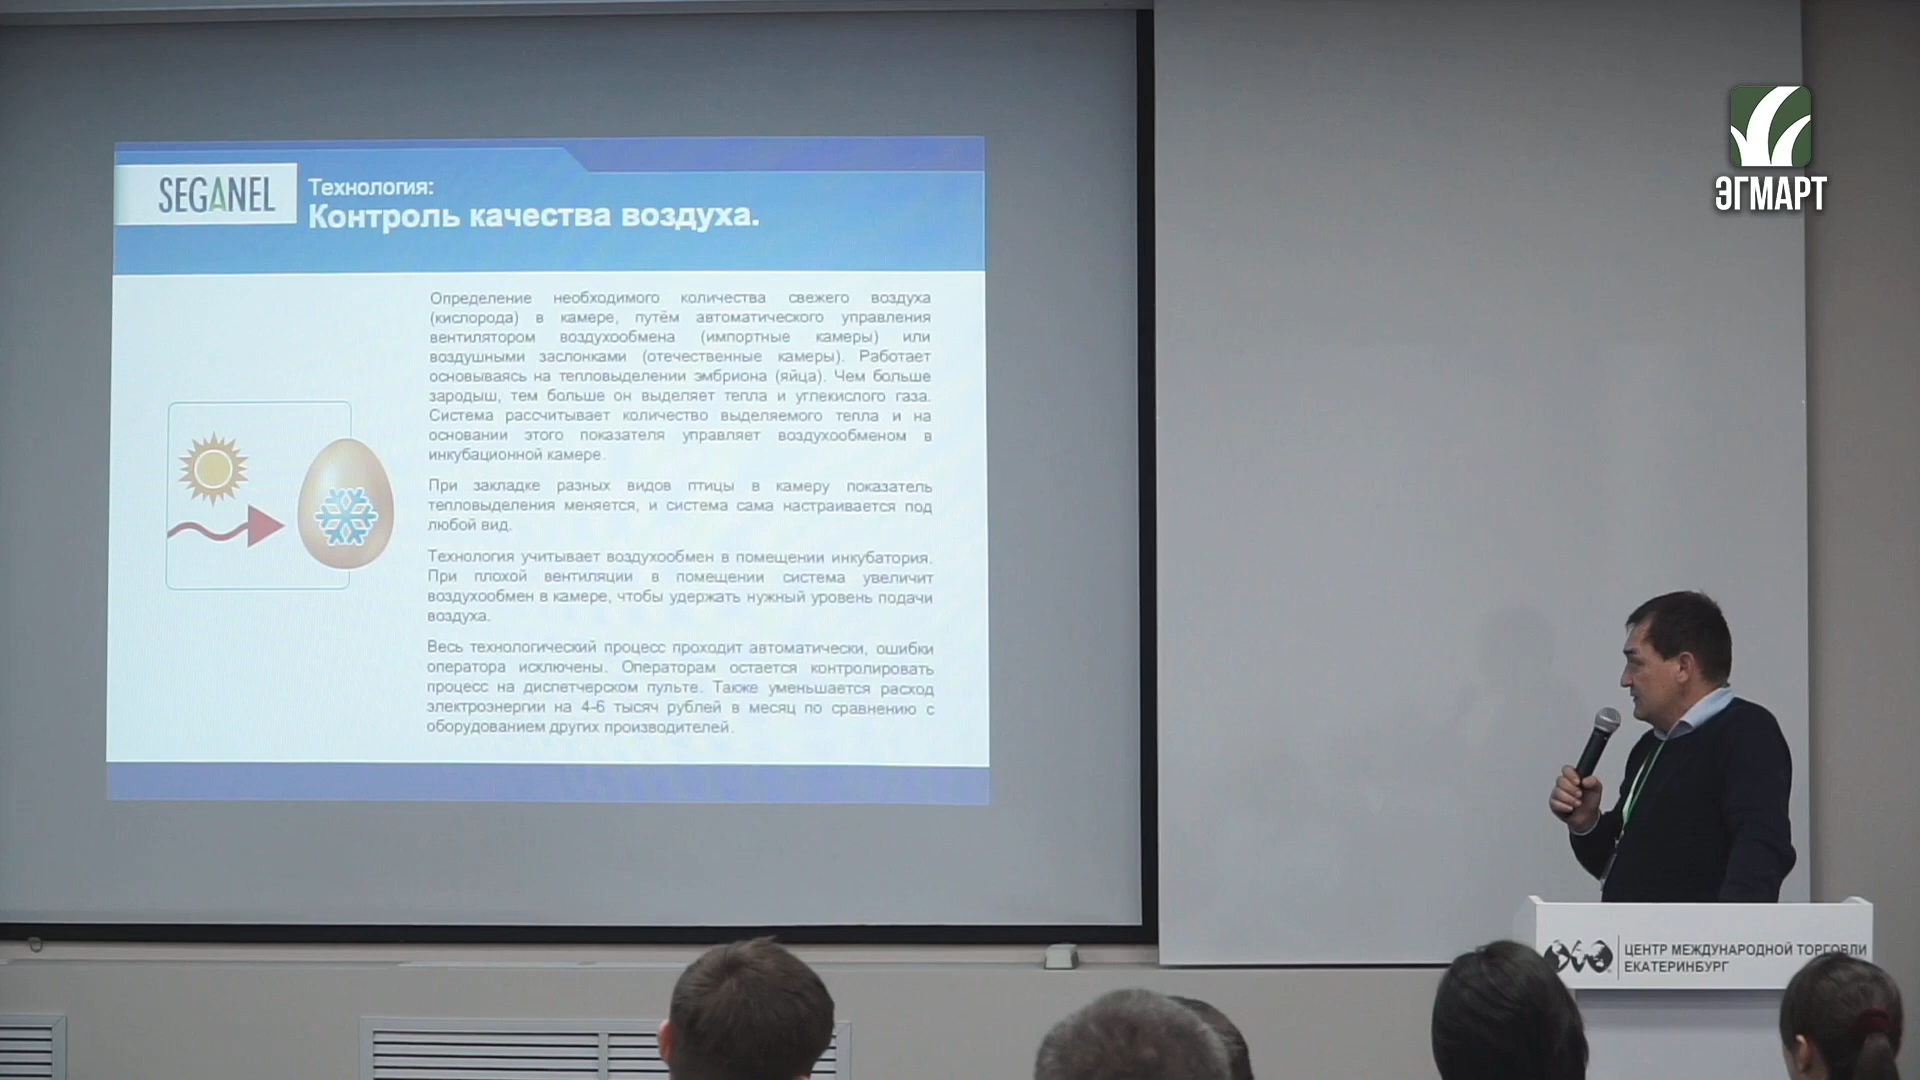 SEGANEL
Технология:
Контроль качества воздуха.
Определение необходимого количества свежего воздуха
(кислорода) в камере, путём автоматического управления
вентилятором воздухообмена (импортные камеры) или
воздушными заслонками (отечественные камеры). Работает
основываясь на тепловыделении эмбриона (яйца). Чем больше
зародыш, тем больше он выделяет тепла и углекислого газа.
Система рассчитывает количество выделяемого тепла и на
основании этого показателя управляет воздухообменом в
инкубационной камере.
При закладке разных видов птицы в камеру показатель
тепловыделения меняется, и система сама настраивается под
любой вид.
Технология учитывает воздухообмен в помещении инкубатория.
При плохой вентиляции в помещении система увеличит
воздухообмен в камере, чтобы удержать нужный уровень подачи
воздуха.
Весь технологический процесс проходит автоматически, ошибки
оператора исключены. Операторам остается контролировать
процесс на диспетчерском пульте. Также уменьшается расход
электроэнергии на 4-6 тысяч рублей в месяц по сравнению с
оборудованием других производителей.
ЭГМАРТ
ЦЕНТР МЕЖДУНАРОДНОЙ ТОРГОВЛИ
ЕКАТЕРИНБУРГ